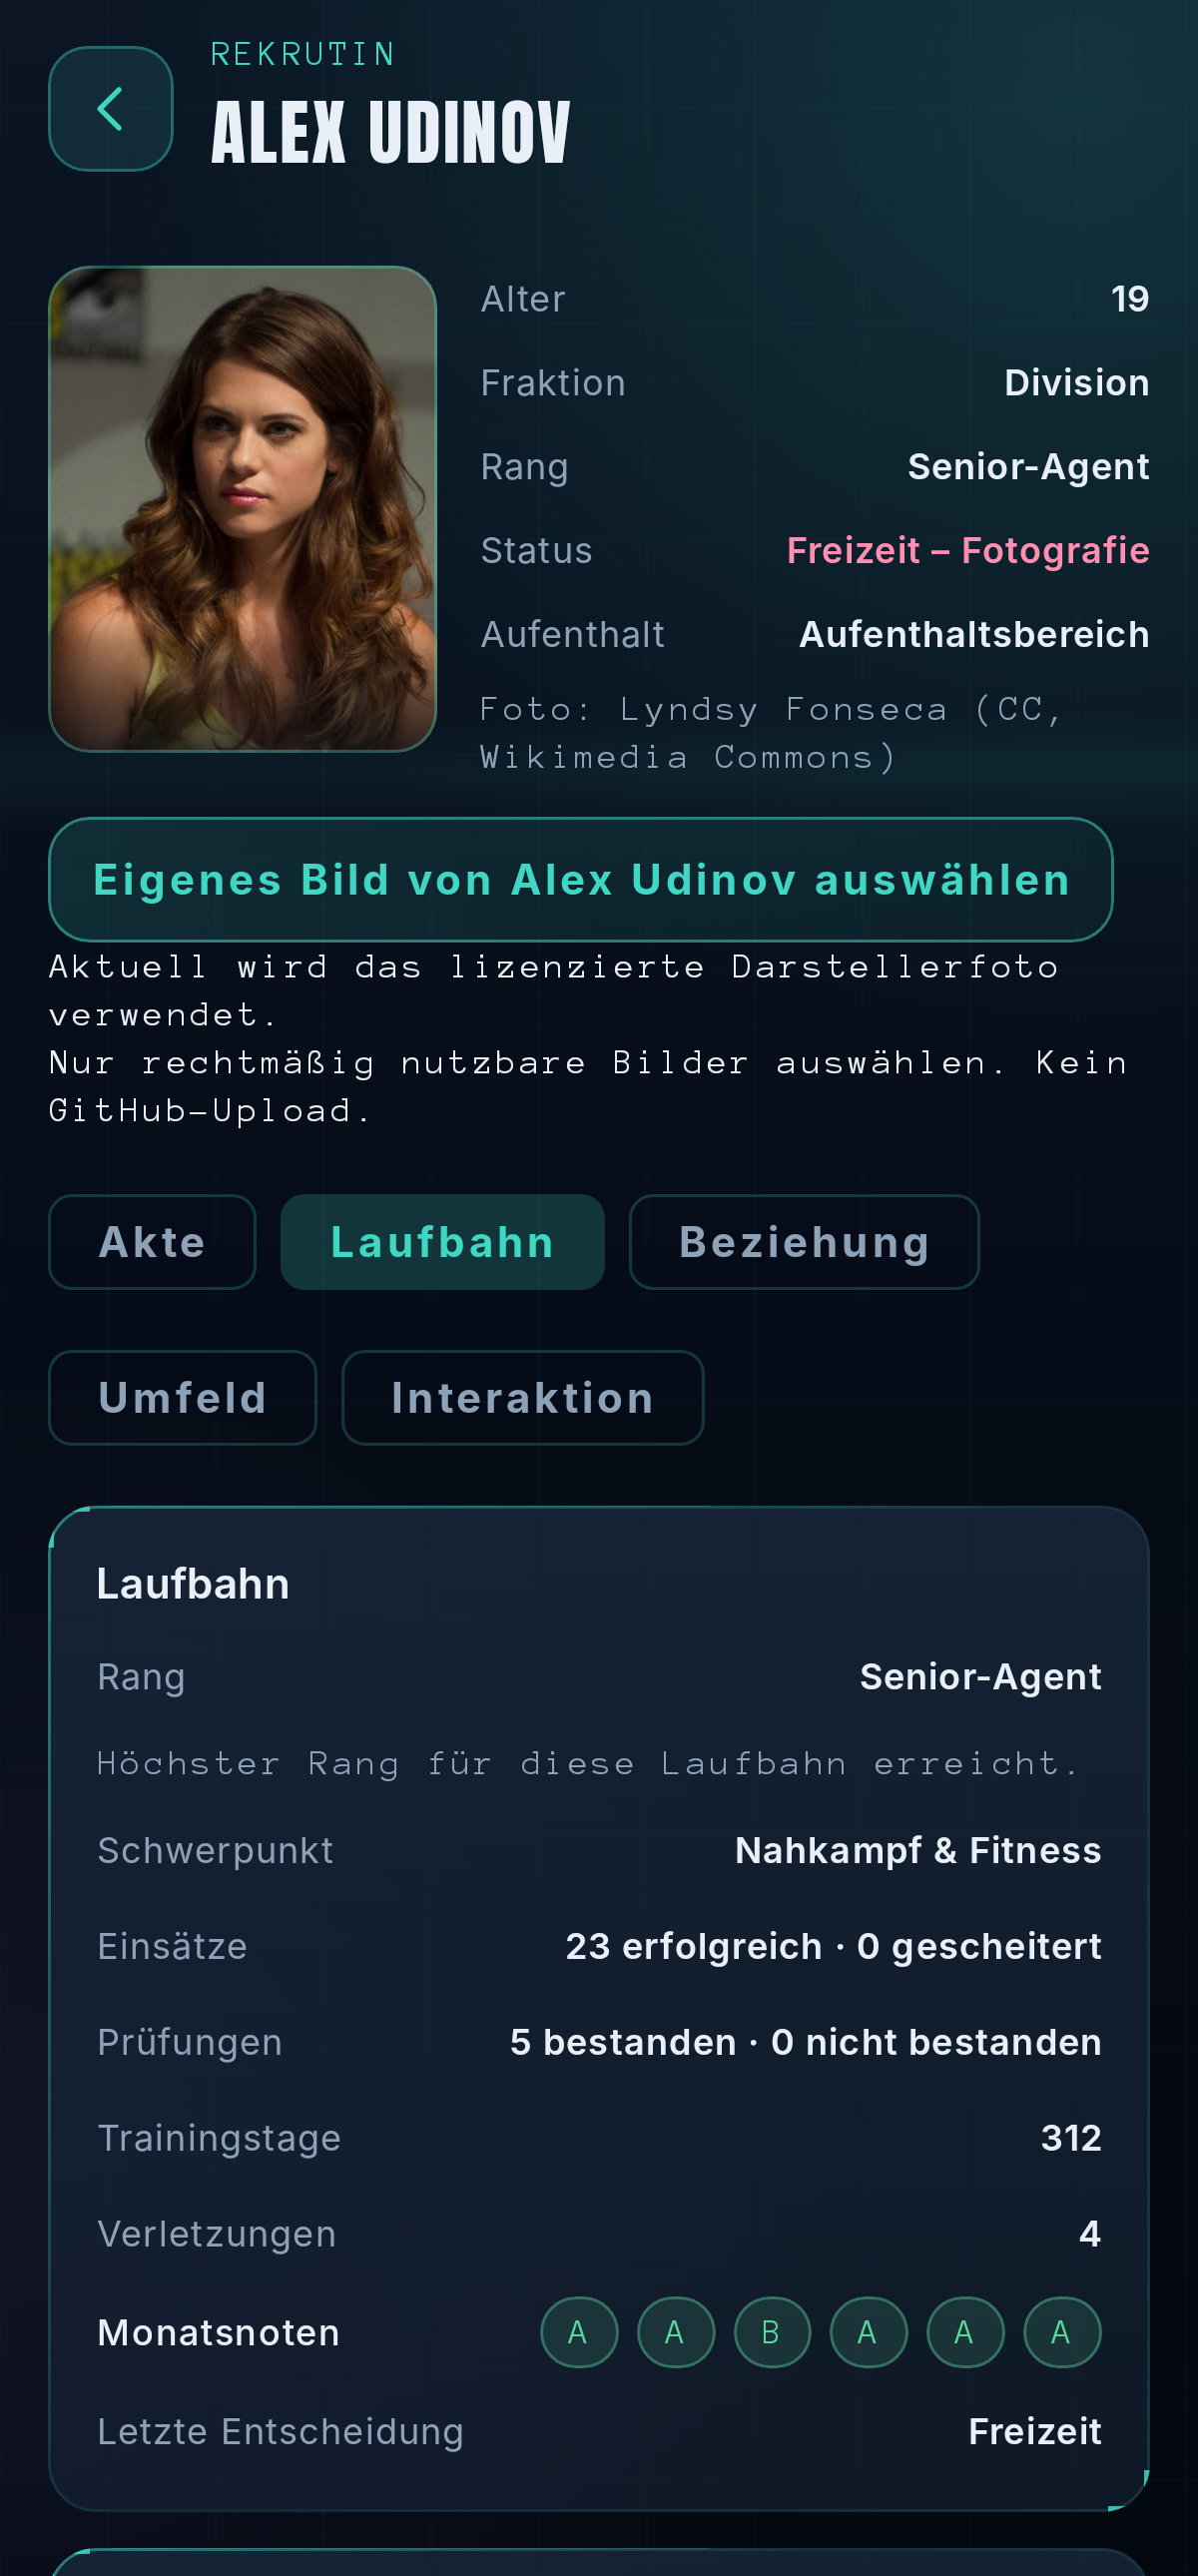 REKRUTIN
ALEX UDINOV
Alter 19
Fraktion Division
Rang Senior-Agent
Status Freizeit – Fotografie
Aufenthalt Aufenthaltsbereich
Foto: Lyndsy Fonseca (CC,
Wikimedia Commons)
Eigenes Bild von Alex Udinov auswählen
Aktuell wird das lizenzierte Darstellerfoto
verwendet.
Nur rechtmäßig nutzbare Bilder auswählen. Kein
GitHub-Upload.
Akte Laufbahn Beziehung
Umfeld Interaktion
Laufbahn
Rang Senior-Agent
Höchster Rang für diese Laufbahn erreicht.
Schwerpunkt Nahkampf & Fitness
Einsätze 23 erfolgreich · 0 gescheitert
Prüfungen 5 bestanden · 0 nicht bestanden
Trainingstage 312
Verletzungen 4
Monatsnoten A A B A A A
Letzte Entscheidung Freizeit